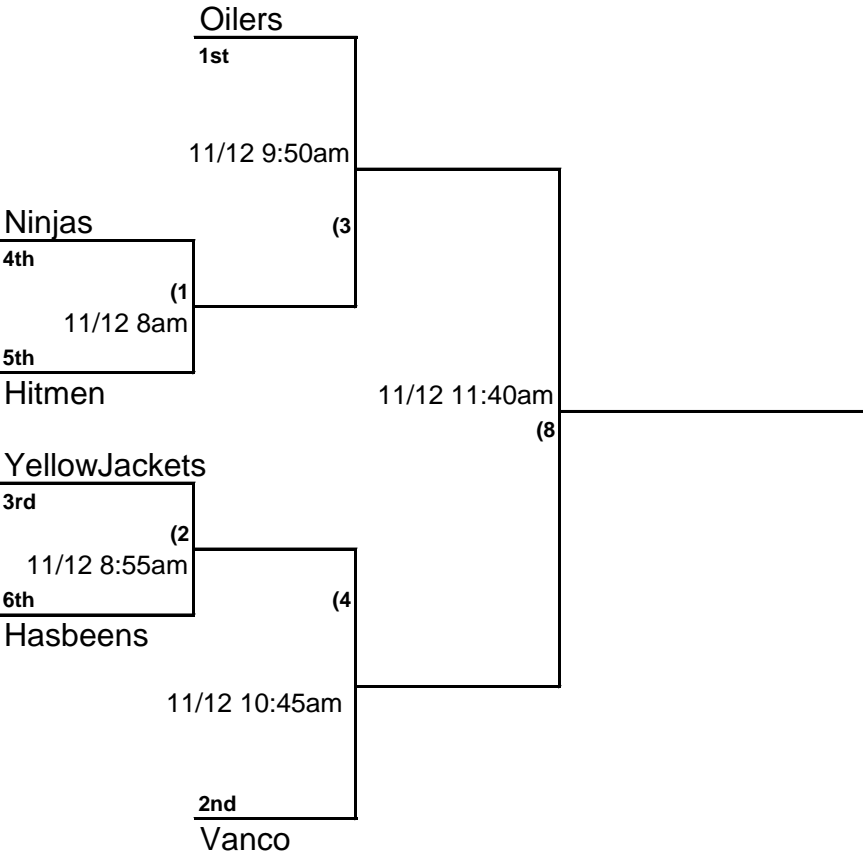 Oilers
1st
11/12 9:50am
Ninjas
(3
4th
(1
11/12 8am
5th
Hitmen
11/12 11:40am
(8
YellowJackets
3rd
(2
11/12 8:55am
6th
(4
Hasbeens
11/12 10:45am
2nd
Vanco